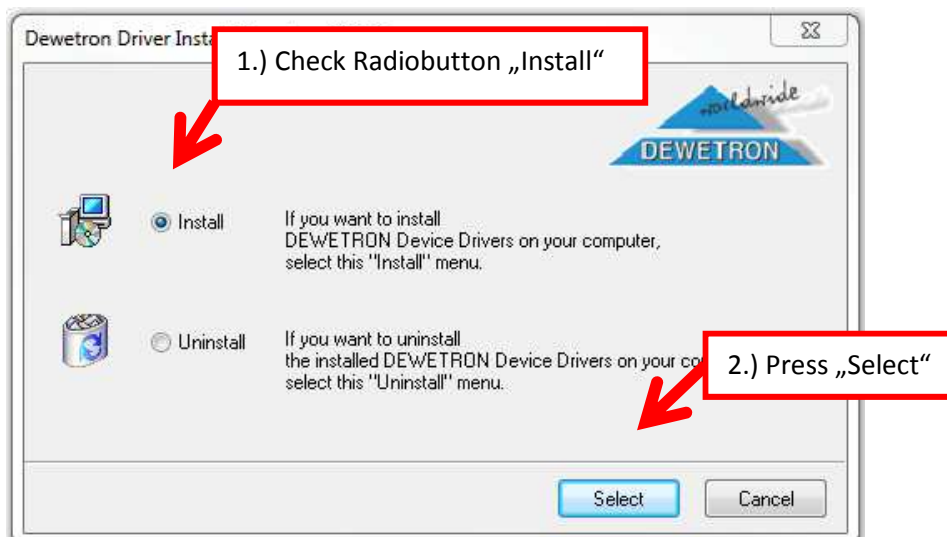 Dewetron Driver Insta
1.) Check Radiobutton „Install“
worldwide
DEWETRON
Install
If you want to install
DEWETRON Device Drivers on your computer,
select this "Install" menu.
Uninstall
If you want to uninstall
the installed DEWETRON Device Drivers on your co
select this "Uninstall" menu.
2.) Press „Select“
Select
Cancel